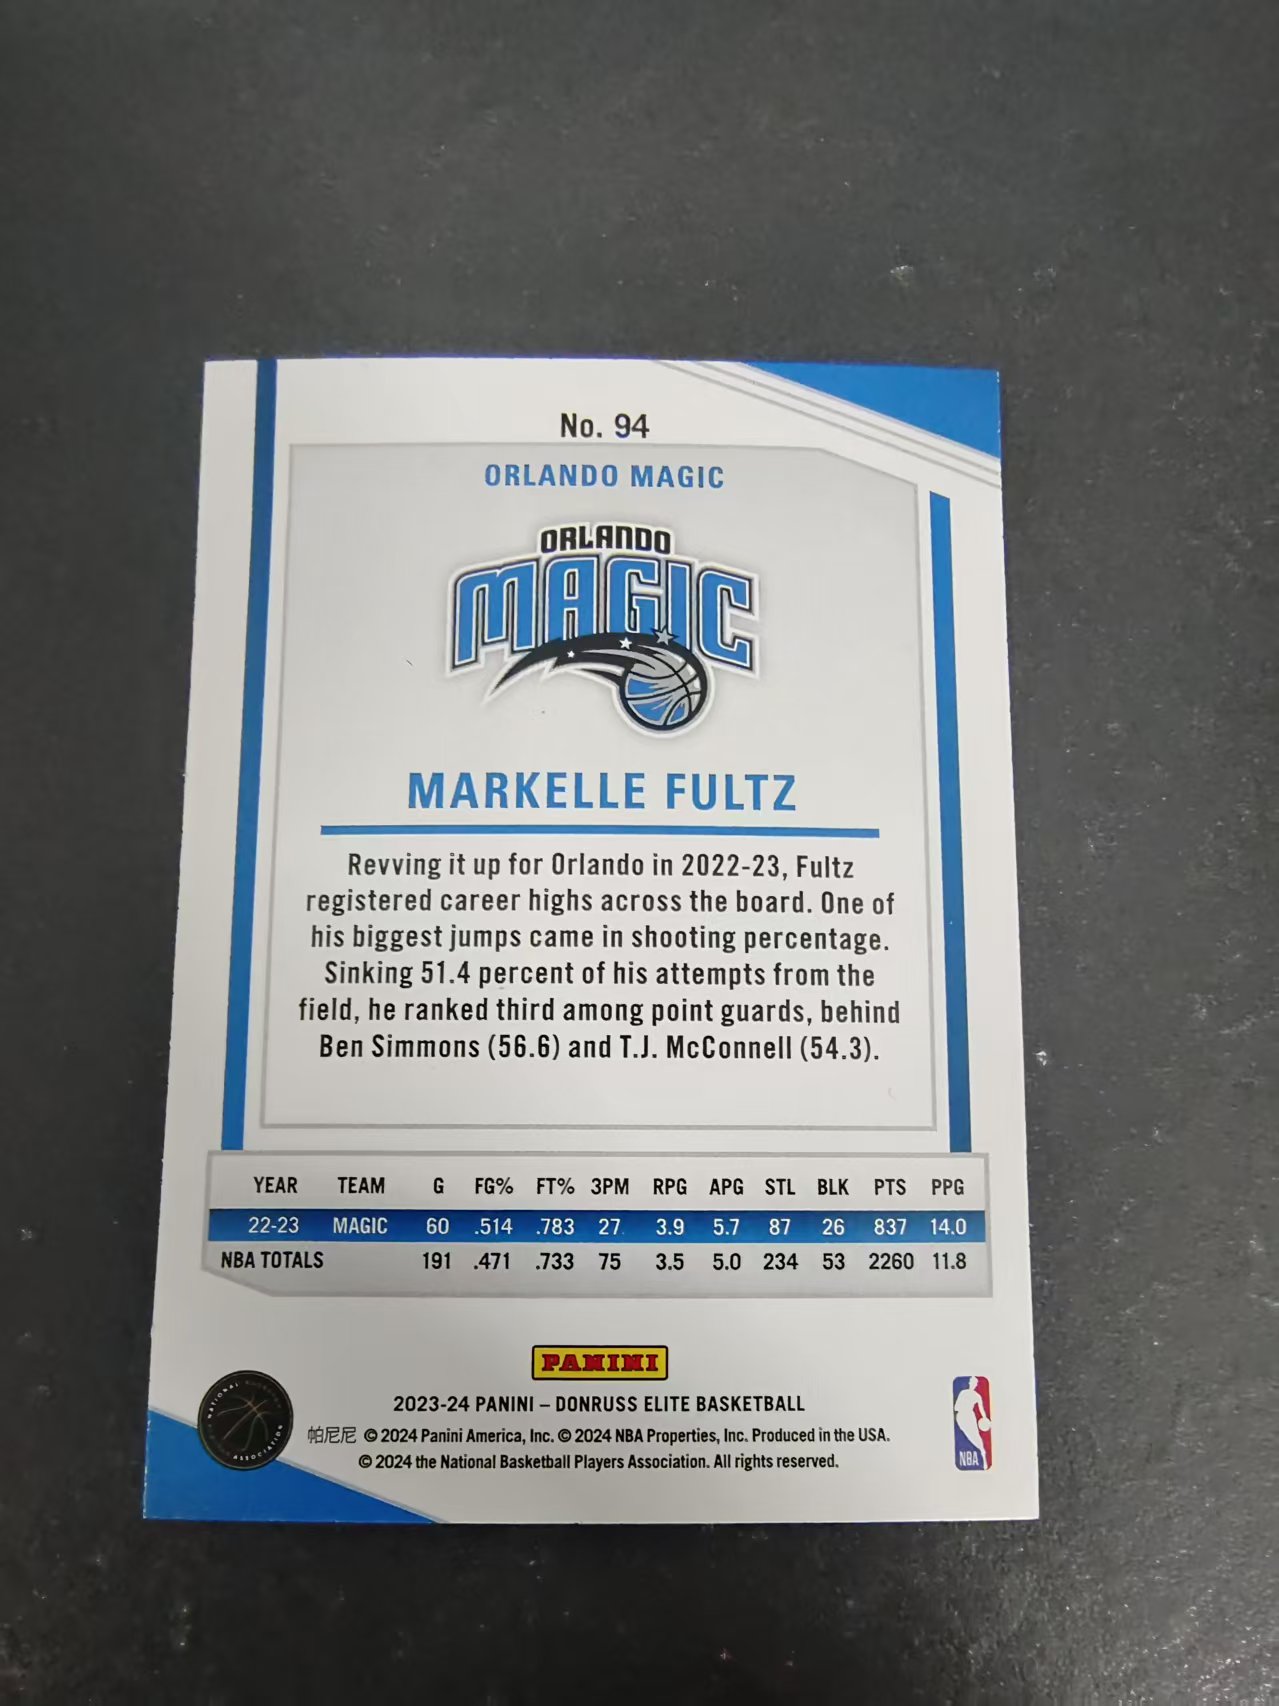 No. 94
ORLANDO MAGIC
ORLANDO
MAGIC
MARKELLE FULTZ
Revving it up for Orlando in 2022-23, Fultz
registered career highs across the board. One of
his biggest jumps came in shooting percentage.
Sinking 51.4 percent of his attempts from the
field, he ranked third among point guards, behind
Ben Simmons (56.6) and T.J. McConnell (54.3).
YEAR TEAM G FG% FT% 3PM RPG APG STL BLK PTS PPG
22-23 MAGIC 60 .514 .783 27 3.9 5.7 87 26 837 14.0
NBA TOTALS 191 .471 .733 75 3.5 5.0 234 53 2260 11.8
PANINI
2023-24 PANINI – DONRUSS ELITE BASKETBALL
帕尼尼 © 2024 Panini America, Inc. © 2024 NBA Properties, Inc. Produced in the USA.
© 2024 the National Basketball Players Association. All rights reserved.
NATIONAL
ASSOCIATION
NBA